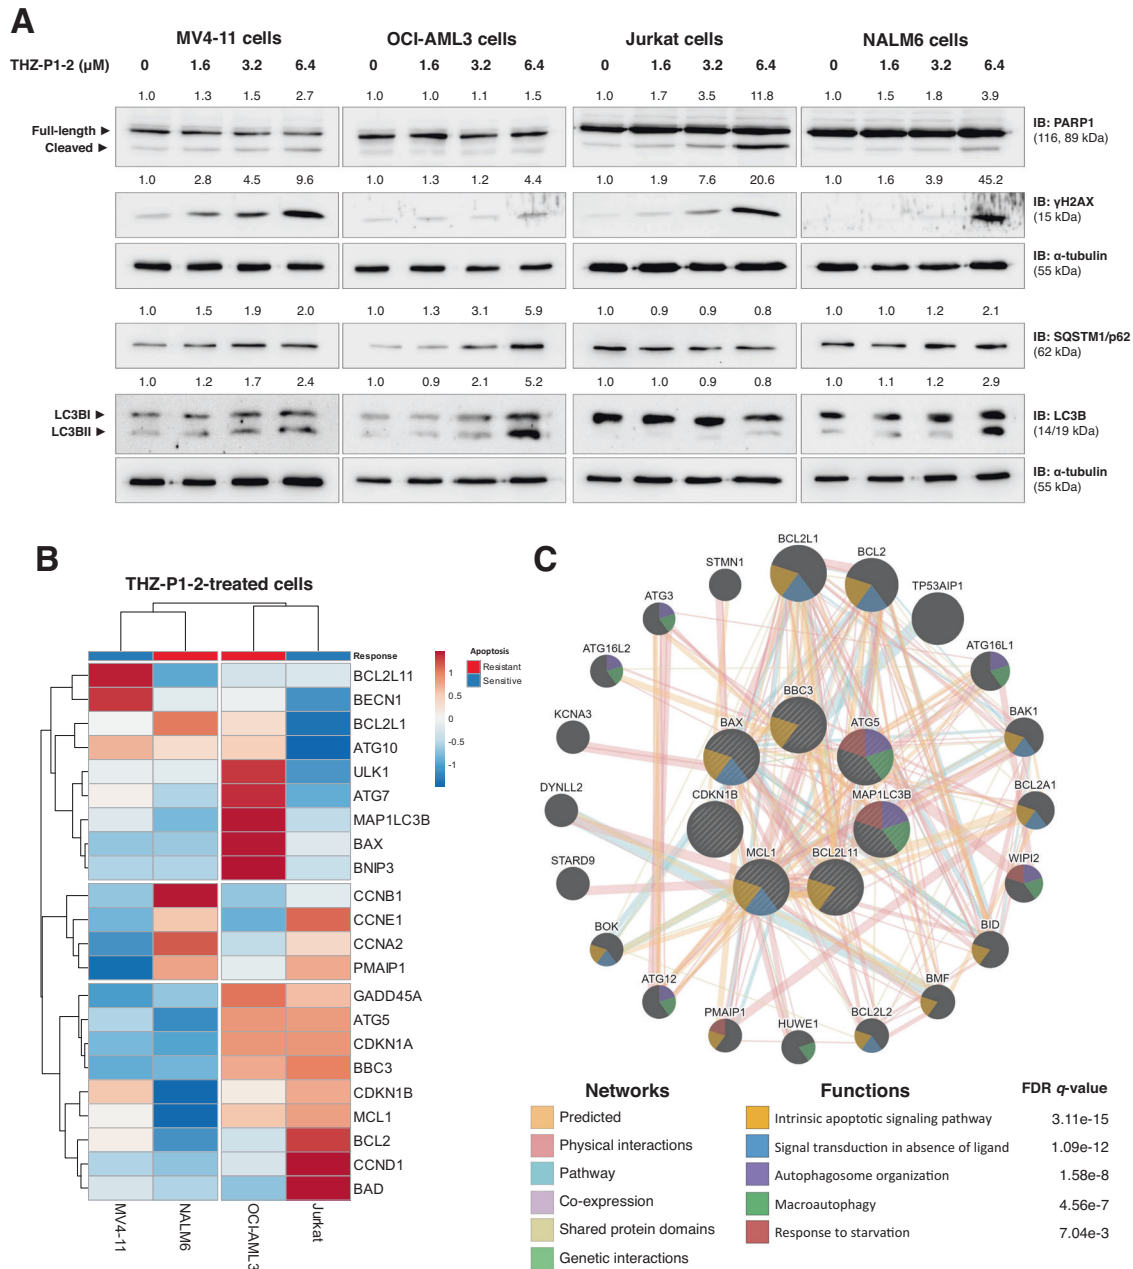 A
MV4-11 cells OCI-AML3 cells Jurkat cells NALM6 cells
THZ-P1-2 (μM) 0 1.6 3.2 6.4 0 1.6 3.2 6.4 0 1.6 3.2 6.4 0 1.6 3.2 6.4
1.0 1.3 1.5 2.7 1.0 1.0 1.1 1.5 1.0 1.7 3.5 11.8 1.0 1.5 1.8 3.9
Full-length ►
Cleaved ►
IB: PARP1
(116, 89 kDa)
1.0 2.8 4.5 9.6 1.0 1.3 1.2 4.4 1.0 1.9 7.6 20.6 1.0 1.6 3.9 45.2
IB: γH2AX
(15 kDa)
IB: α-tubulin
(55 kDa)
1.0 1.5 1.9 2.0 1.0 1.3 3.1 5.9 1.0 0.9 0.9 0.8 1.0 1.0 1.2 2.1
IB: SQSTM1/p62
(62 kDa)
1.0 1.2 1.7 2.4 1.0 0.9 2.1 5.2 1.0 1.0 0.9 0.8 1.0 1.1 1.2 2.9
LC3BI ►
LC3BII ►
IB: LC3B
(14/19 kDa)
IB: α-tubulin
(55 kDa)
B
THZ-P1-2-treated cells
Response
Apoptosis
Resistant
Sensitive
1
0.5
0
-0.5
-1
BCL2L11
BECN1
BCL2L1
ATG10
ULK1
ATG7
MAP1LC3B
BAX
BNIP3
CCNB1
CCNE1
CCNA2
PMAIP1
GADD45A
ATG5
CDKN1A
BBC3
CDKN1B
MCL1
BCL2
CCND1
BAD
MV4-11
NALM6
OCI-AML3
Jurkat
C
BCL2L1
BCL2
STMN1
TP53AIP1
ATG3
ATG16L2
ATG16L1
BBC3
KCNA3
BAX
ATG5
BAK1
DYNLL2
CDKN1B
MAP1LC3B
BCL2A1
STARD9
MCL1
BCL2L11
WIPI2
BOK
BID
ATG12
BMF
PMAIP1
HUWE1
BCL2L2
Networks
Predicted
Physical interactions
Pathway
Co-expression
Shared protein domains
Genetic interactions
Functions FDR q-value
Intrinsic apoptotic signaling pathway 3.11e-15
Signal transduction in absence of ligand 1.09e-12
Autophagosome organization 1.58e-8
Macroautophagy 4.56e-7
Response to starvation 7.04e-3